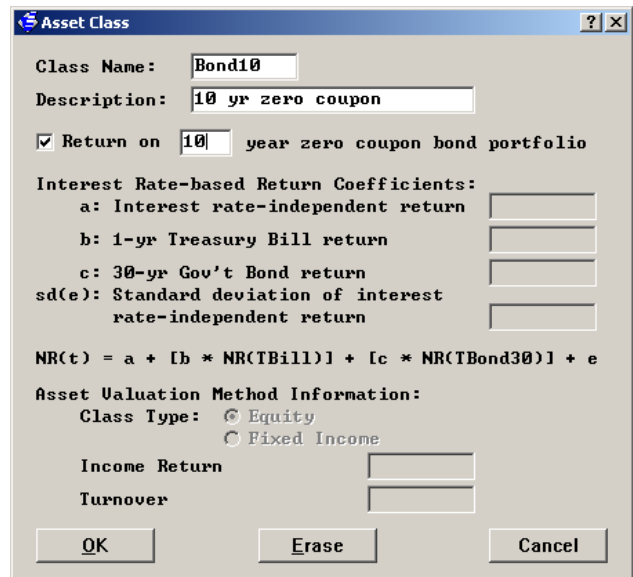 Asset Class
Class Name: Bond10
Description: 10 yr zero coupon
Return on 10 year zero coupon bond portfolio
Interest Rate-based Return Coefficients:
a: Interest rate-independent return
b: 1-yr Treasury Bill return
c: 30-yr Gov't Bond return
sd(e): Standard deviation of interest
rate-independent return
NR(t) = a + [b * NR(TBill)] + [c * NR(TBond30)] + e
Asset Valuation Method Information:
Class Type: Equity
Fixed Income
Income Return
Turnover
OK Erase Cancel